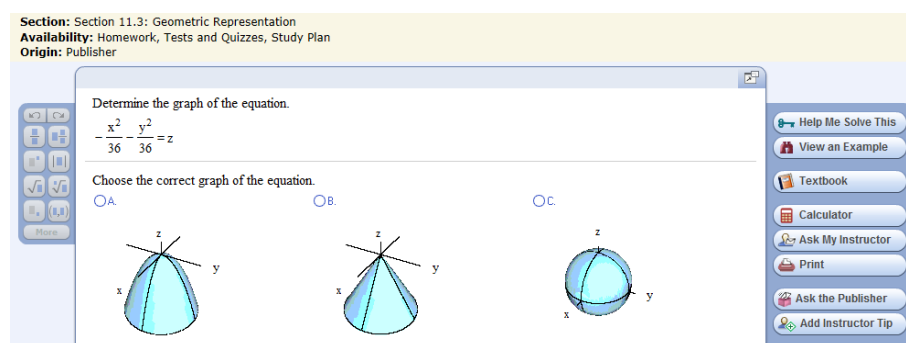 Section: Section 11.3: Geometric Representation
Availability: Homework, Tests and Quizzes, Study Plan
Origin: Publisher
Determine the graph of the equation.
-x²/36 - y²/36 = z
Choose the correct graph of the equation.
A. B. C.
z z z
y y y
x x x
More
Help Me Solve This
View an Example
Textbook
Calculator
Ask My Instructor
Print
Ask the Publisher
Add Instructor Tip